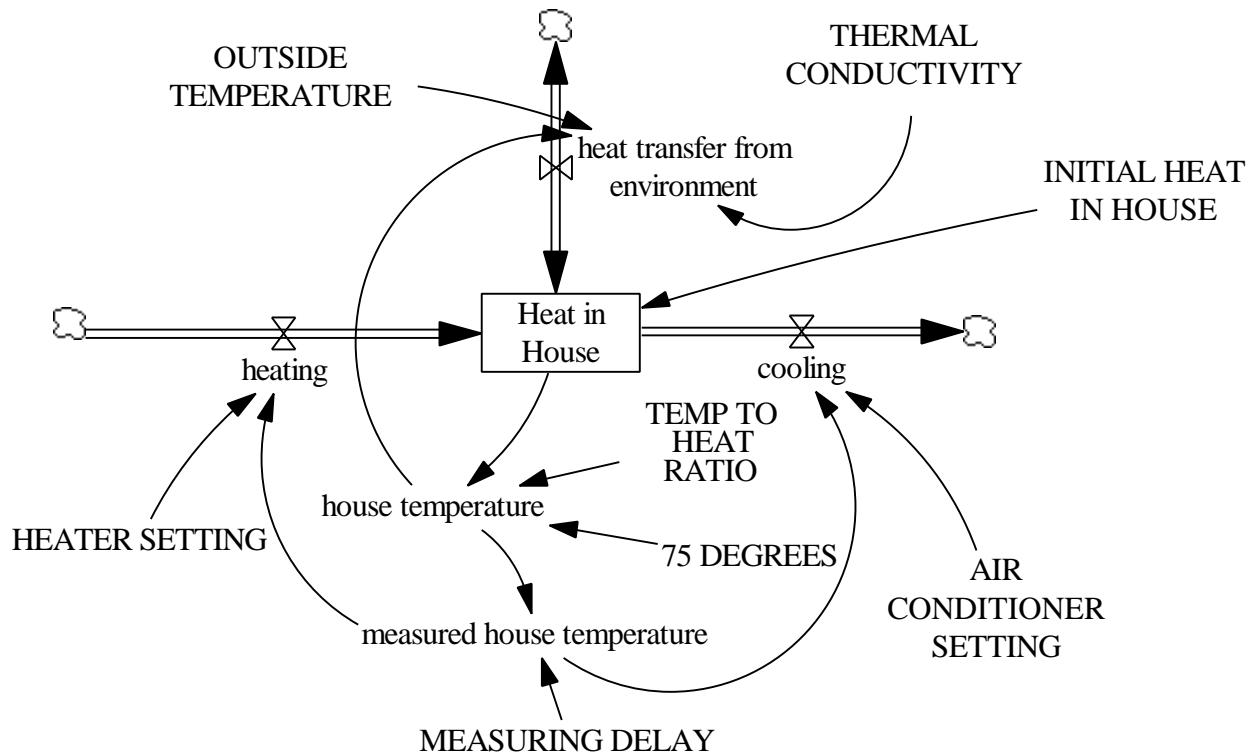 OUTSIDE
TEMPERATURE
THERMAL
CONDUCTIVITY
heat transfer from
environment
INITIAL HEAT
IN HOUSE
Heat in
House
heating
cooling
TEMP TO
HEAT
RATIO
house temperature
HEATER SETTING
75 DEGREES
AIR
CONDITIONER
SETTING
measured house temperature
MEASURING DELAY